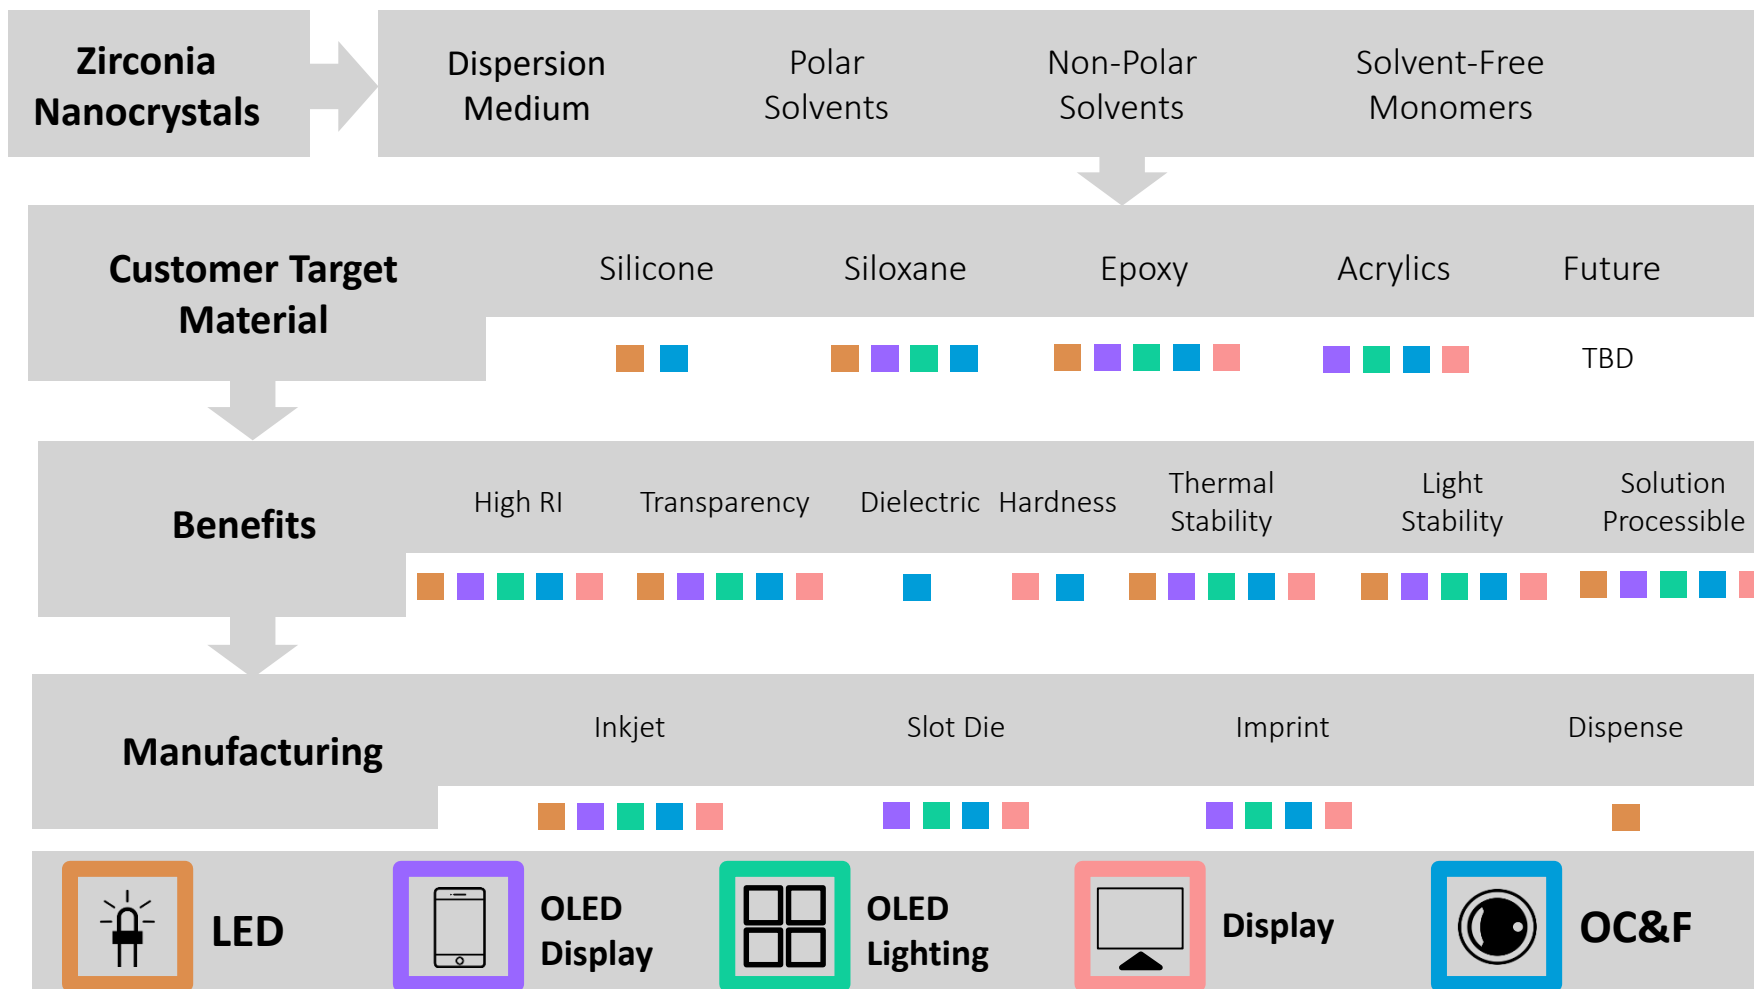 Zirconia
Nanocrystals
Dispersion
Medium
Polar
Solvents
Non-Polar
Solvents
Solvent-Free
Monomers
Customer Target
Material
Silicone
Siloxane
Epoxy
Acrylics
Future
TBD
Benefits
High RI
Transparency
Dielectric
Hardness
Thermal
Stability
Light
Stability
Solution
Processible
Manufacturing
Inkjet
Slot Die
Imprint
Dispense
LED
OLED
Display
OLED
Lighting
Display
OC&F